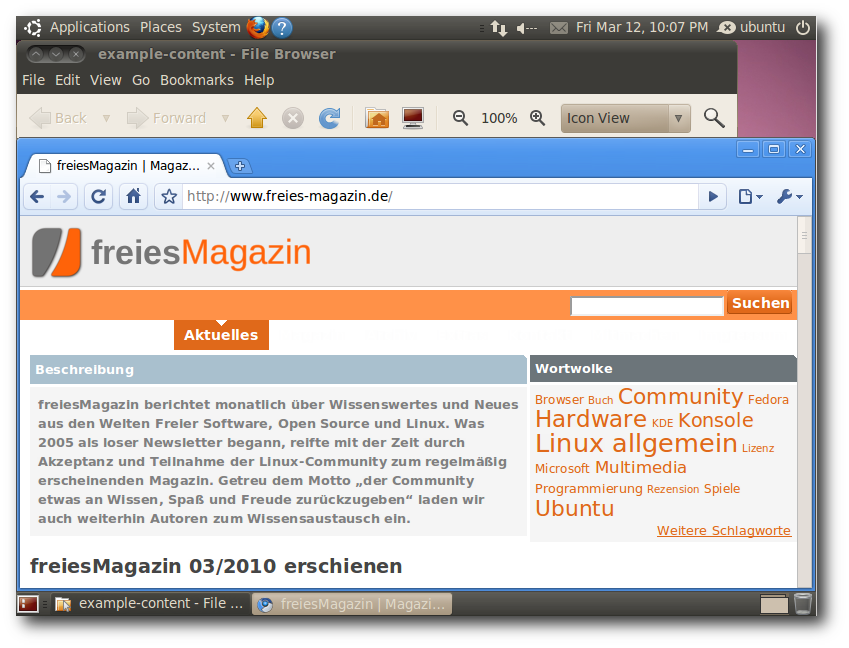 Applications Places System Fri Mar 12, 10:07 PM ubuntu
example-content - File Browser
File Edit View Go Bookmarks Help
Back Forward 100% Icon View
freiesMagazin | Magaz...
http://www.freies-magazin.de/
freiesMagazin
Suchen
Aktuelles
Beschreibung
freiesMagazin berichtet monatlich über Wissenswertes und Neues
aus den Welten Freier Software, Open Source und Linux. Was
2005 als loser Newsletter begann, reifte mit der Zeit durch
Akzeptanz und Teilnahme der Linux-Community zum regelmäßig
erscheinenden Magazin. Getreu dem Motto „der Community
etwas an Wissen, Spaß und Freude zurückzugeben“ laden wir
auch weiterhin Autoren zum Wissensaustausch ein.
Wortwolke
Browser Buch Community Fedora
Hardware KDE Konsole
Linux allgemein Lizenz
Microsoft Multimedia
Programmierung Rezension Spiele
Ubuntu
Weitere Schlagworte
freiesMagazin 03/2010 erschienen
example-content - File ... freiesMagazin | Magazi...